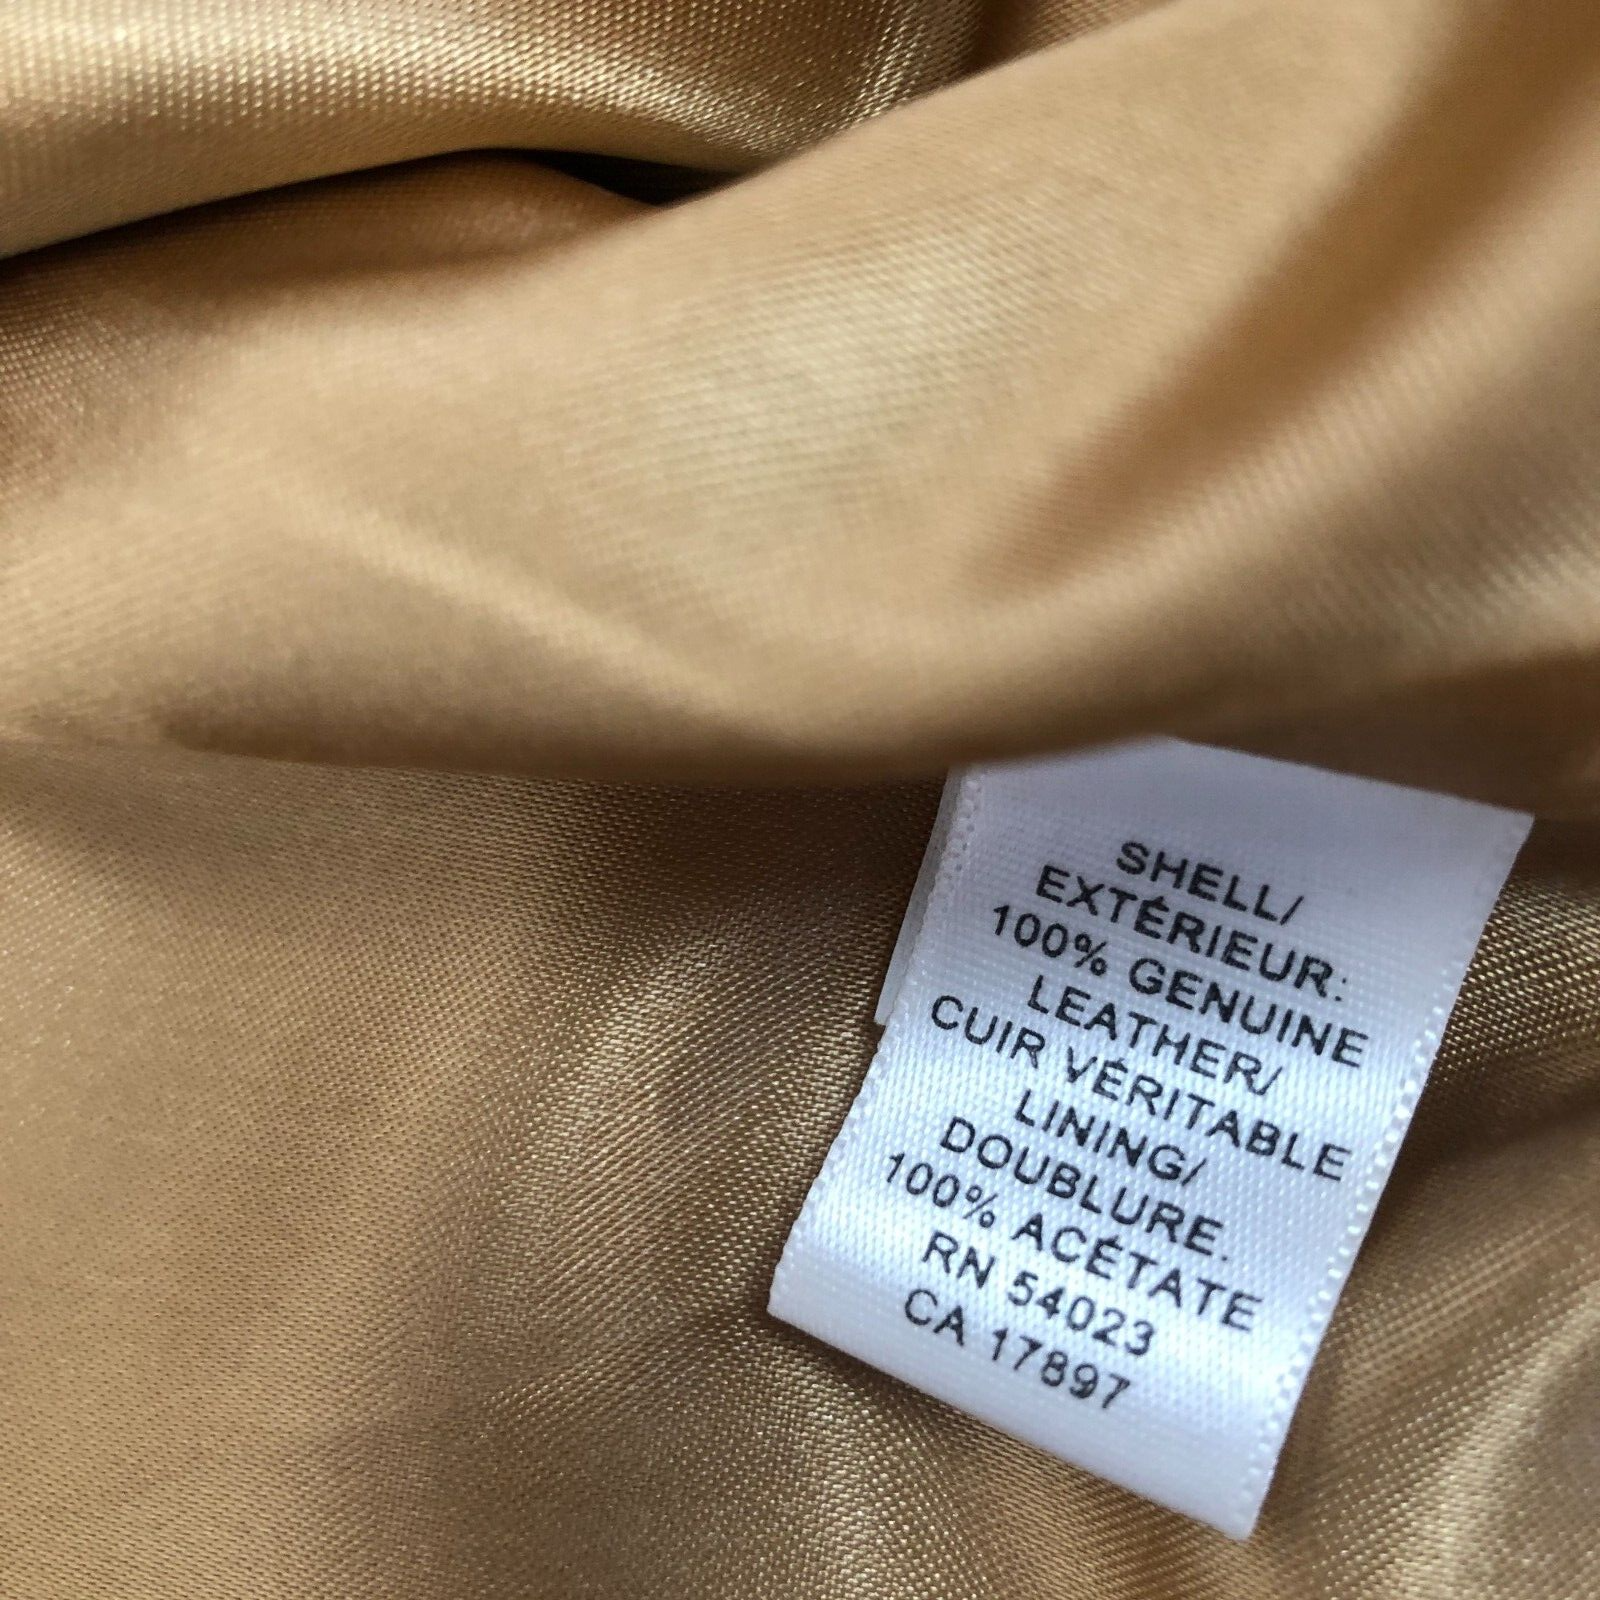 SHELL/
EXTÉRIEUR:
100% GENUINE
LEATHER/
CUIR VÉRITABLE
LINING/
DOUBLURE.
100% ACÉTATE
RN 54023
CA 17897